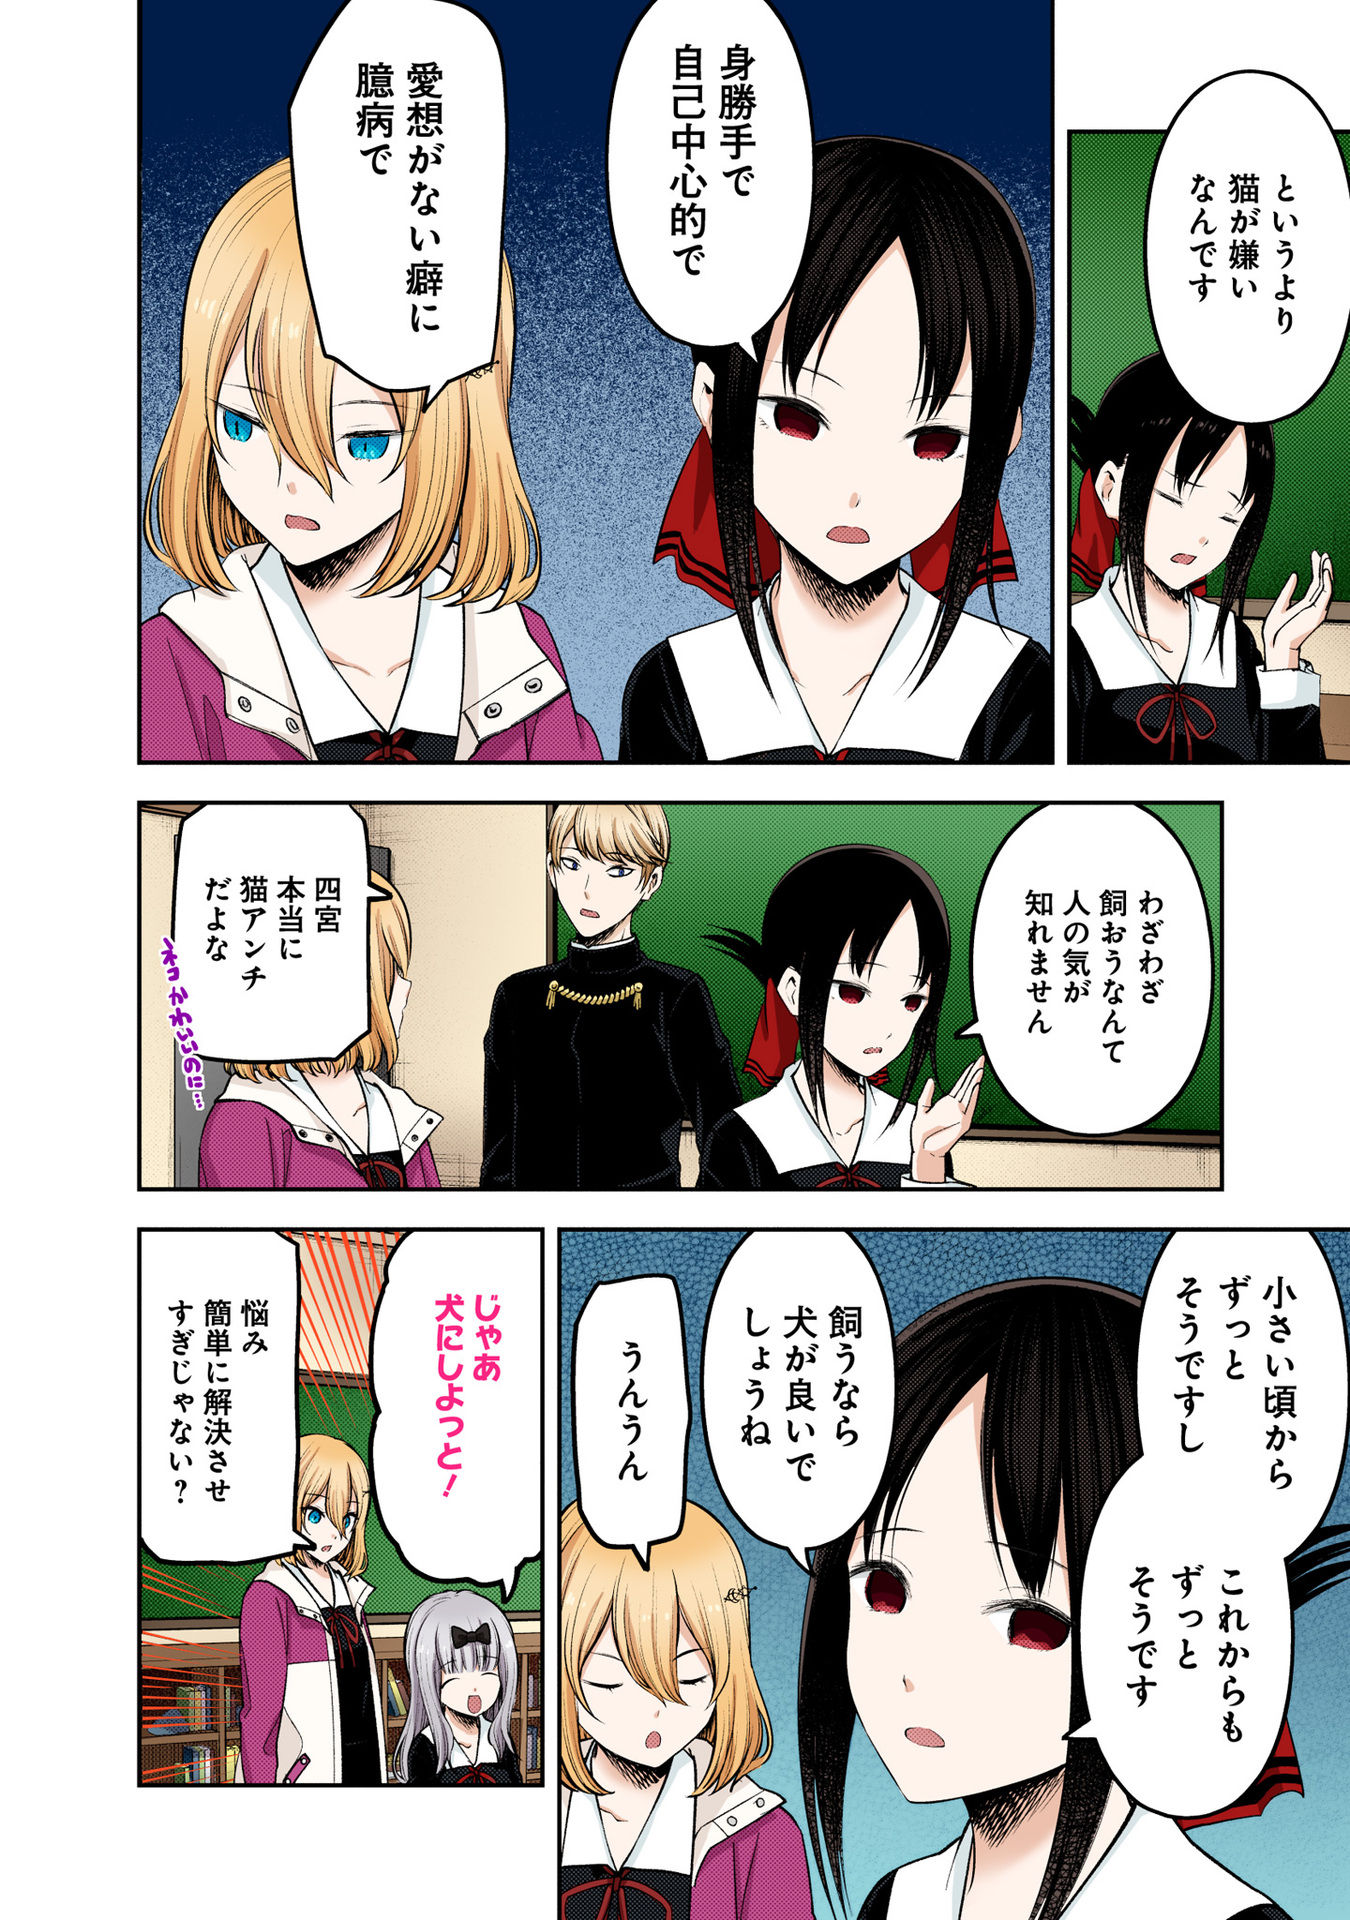 というより
猫が嫌い
なんです
身勝手で
自己中心的で
愛想がない癖に
臆病で
わざわざ
飼おうなんて
人の気が
知れません
四宮
本当に
猫アンチ
だよな
ネコかわいいのに…
小さい頃から
ずっと
そうですし
これからも
ずっと
そうです
飼うなら
犬が良いで
しょうね
うんうん
じゃあ
犬にしよっと!
悩み
簡単に解決させ
すぎじゃない?